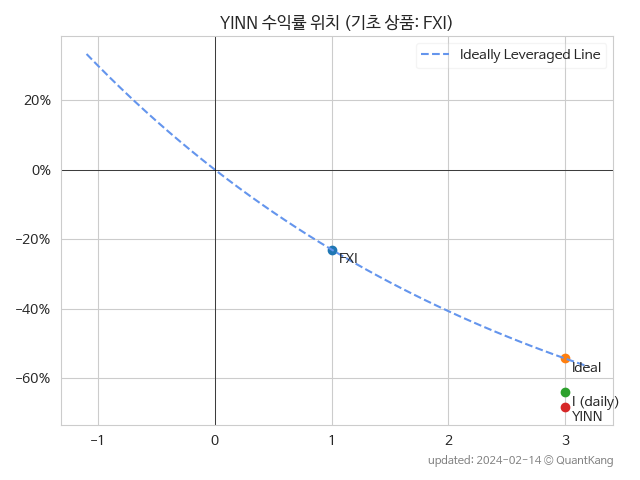 YINN 수익률 위치 (기초 상품: FXI)
Ideally Leveraged Line
20%
0%
−20%
−40%
−60%
FXI
Ideal
I (daily)
YINN
−1
0
1
2
3
updated: 2024-02-14 © QuantKang